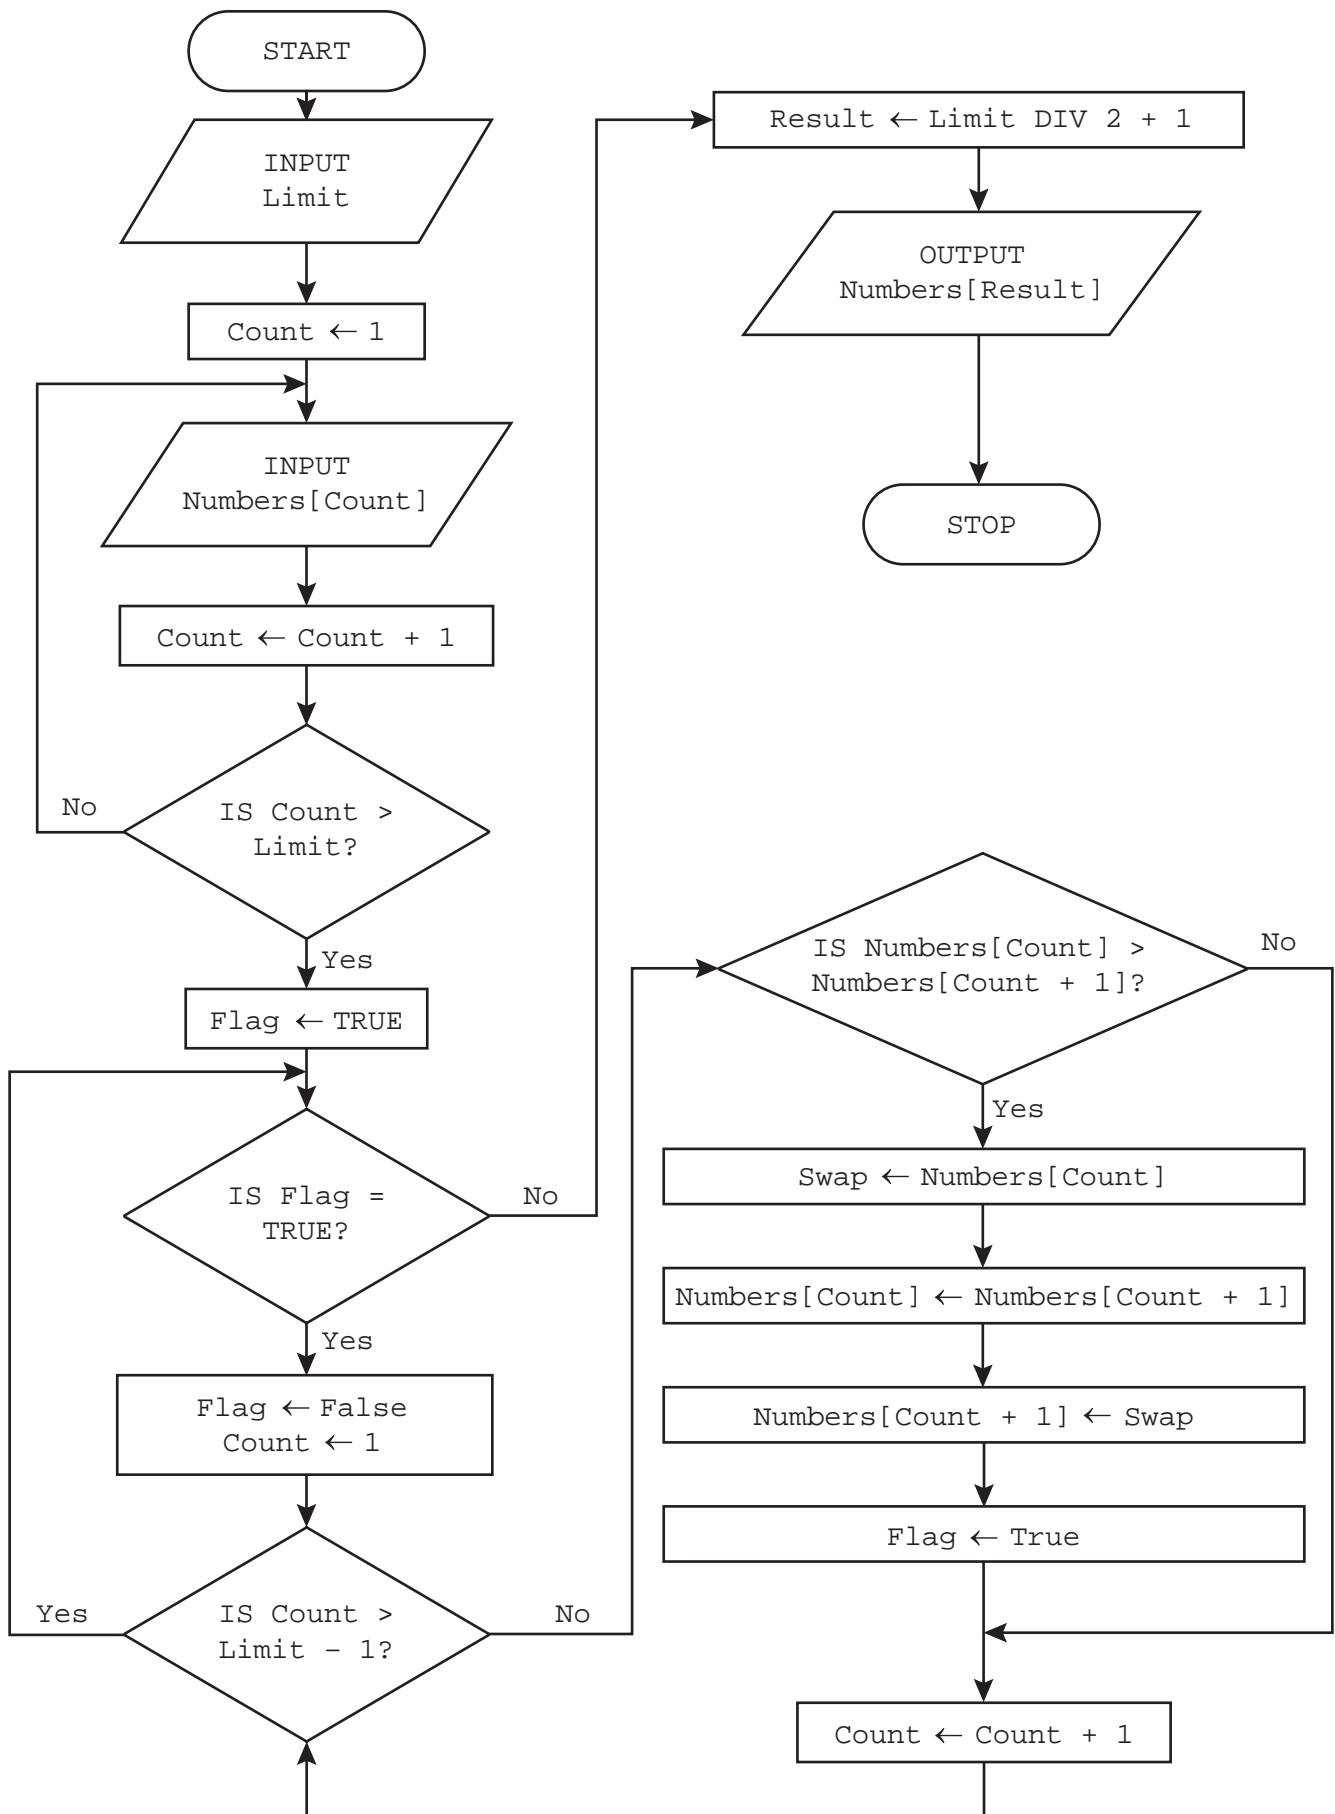 START
INPUT
Limit
Count ← 1
INPUT
Numbers[Count]
Count ← Count + 1
IS Count >
Limit?
No
Yes
Flag ← TRUE
IS Flag =
TRUE?
No
Yes
Flag ← False
Count ← 1
IS Count >
Limit – 1?
Yes
No
Result ← Limit DIV 2 + 1
OUTPUT
Numbers[Result]
STOP
IS Numbers[Count] >
Numbers[Count + 1]?
No
Yes
Swap ← Numbers[Count]
Numbers[Count] ← Numbers[Count + 1]
Numbers[Count + 1] ← Swap
Flag ← True
Count ← Count + 1